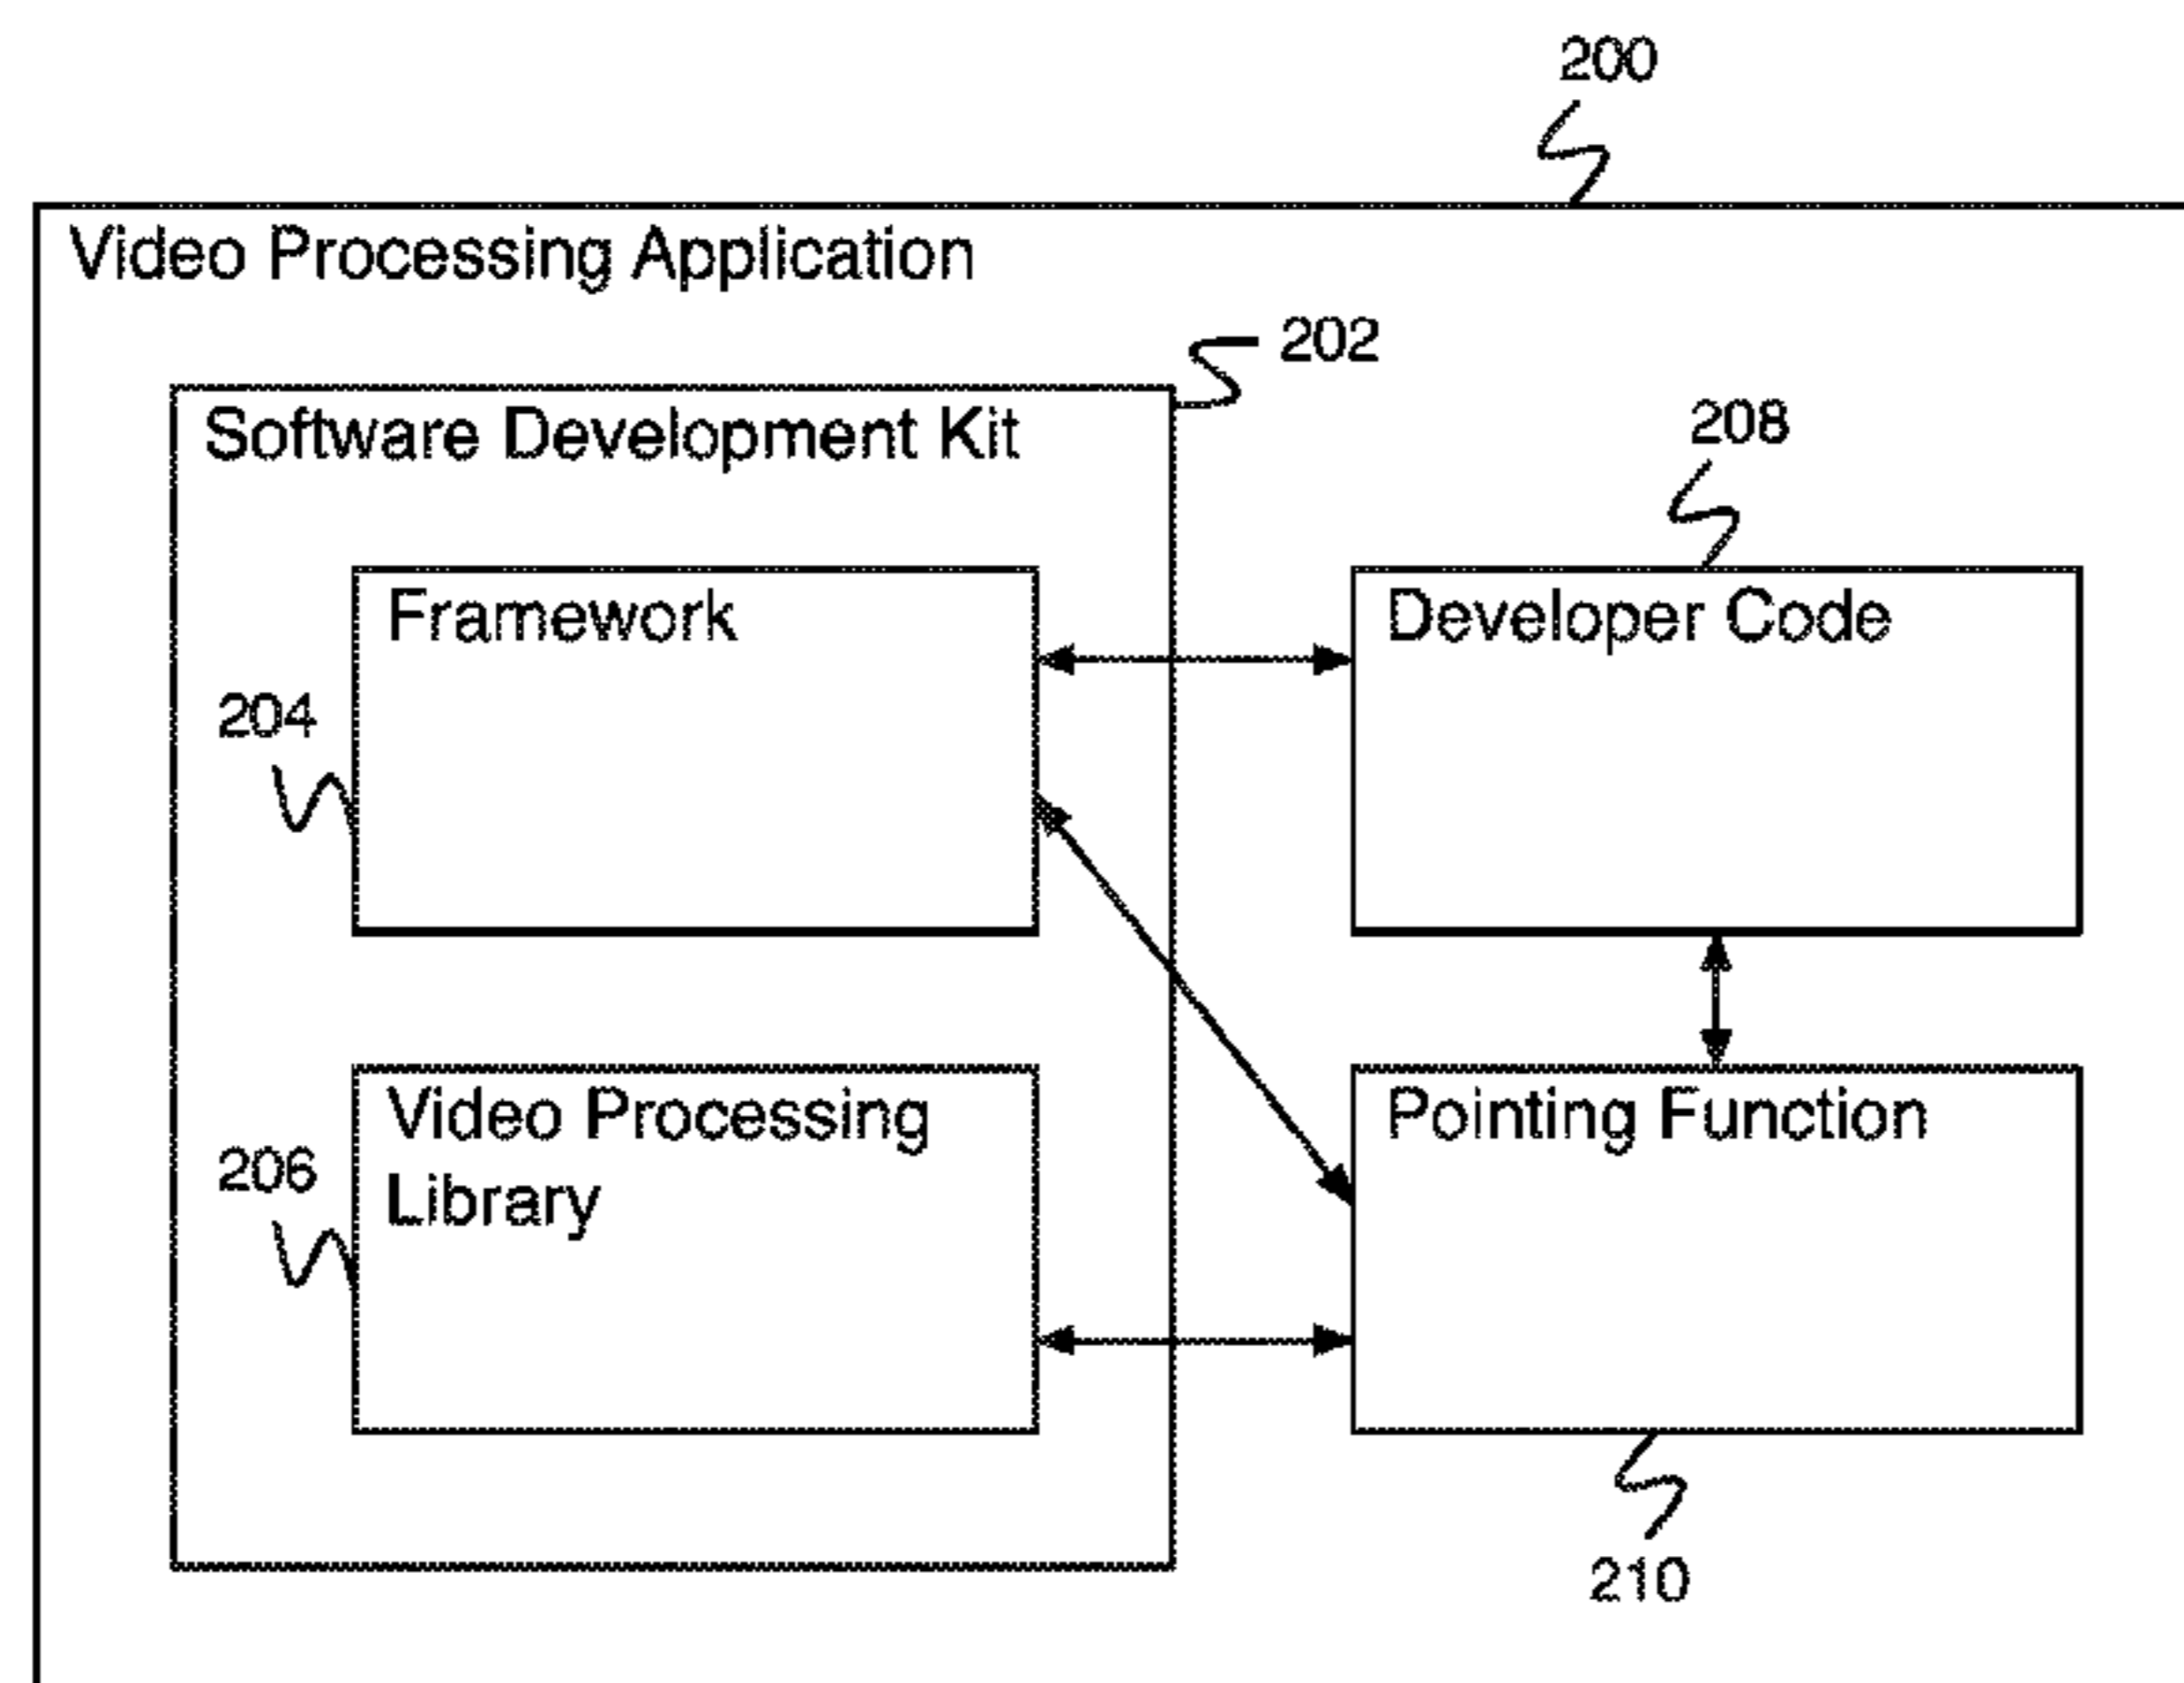 200
Video Processing Application
202
Software Development Kit
208
Framework
Developer Code
204
Video Processing
Library
Pointing Function
206
210